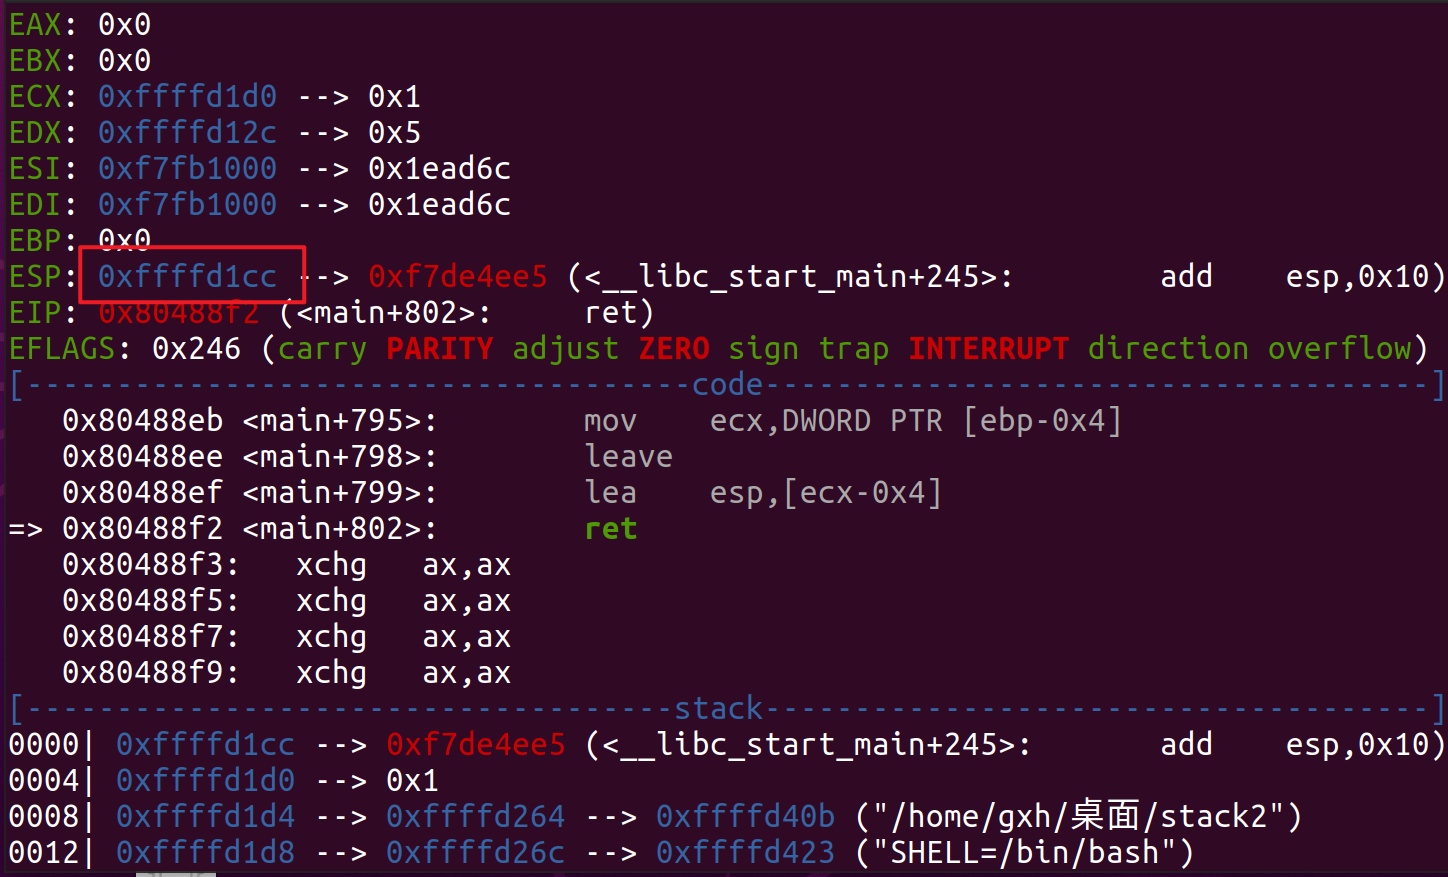 EAX: 0x0
EBX: 0x0
ECX: 0xffffd1d0 --> 0x1
EDX: 0xffffd12c --> 0x5
ESI: 0xf7fb1000 --> 0x1ead6c
EDI: 0xf7fb1000 --> 0x1ead6c
EBP: 0x0
ESP: 0xffffd1cc --> 0xf7de4ee5 (<__libc_start_main+245>:        add    esp,0x10)
EIP: 0x80488f2 (<main+802>:     ret)
EFLAGS: 0x246 (carry PARITY adjust ZERO sign trap INTERRUPT direction overflow)
[-------------------------------------code-------------------------------------]
   0x80488eb <main+795>:        mov    ecx,DWORD PTR [ebp-0x4]
   0x80488ee <main+798>:        leave
   0x80488ef <main+799>:        lea    esp,[ecx-0x4]
=> 0x80488f2 <main+802>:        ret
   0x80488f3:   xchg   ax,ax
   0x80488f5:   xchg   ax,ax
   0x80488f7:   xchg   ax,ax
   0x80488f9:   xchg   ax,ax
[------------------------------------stack-------------------------------------]
0000| 0xffffd1cc --> 0xf7de4ee5 (<__libc_start_main+245>:       add    esp,0x10)
0004| 0xffffd1d0 --> 0x1
0008| 0xffffd1d4 --> 0xffffd264 --> 0xffffd40b ("/home/gxh/桌面/stack2")
0012| 0xffffd1d8 --> 0xffffd26c --> 0xffffd423 ("SHELL=/bin/bash")